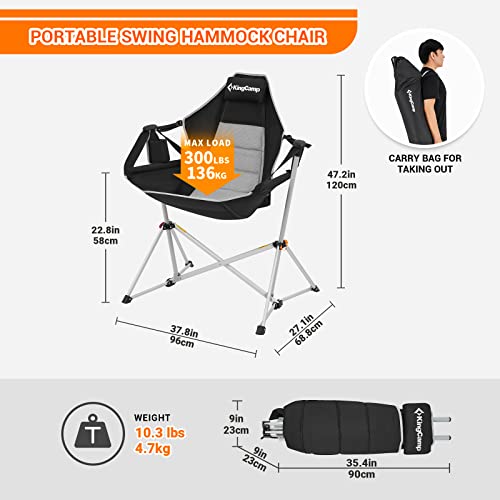 PORTABLE SWING HAMMOCK CHAIR
KingCamp
MAX LOAD
300LBS
136KG
47.2in
120cm
22.8in
58cm
37.8in
96cm
27.1in
68.8cm
CARRY BAG FOR
TAKING OUT
T
WEIGHT
10.3 lbs
4.7kg
9in
23cm
9in
23cm
35.4in
90cm
KingCamp